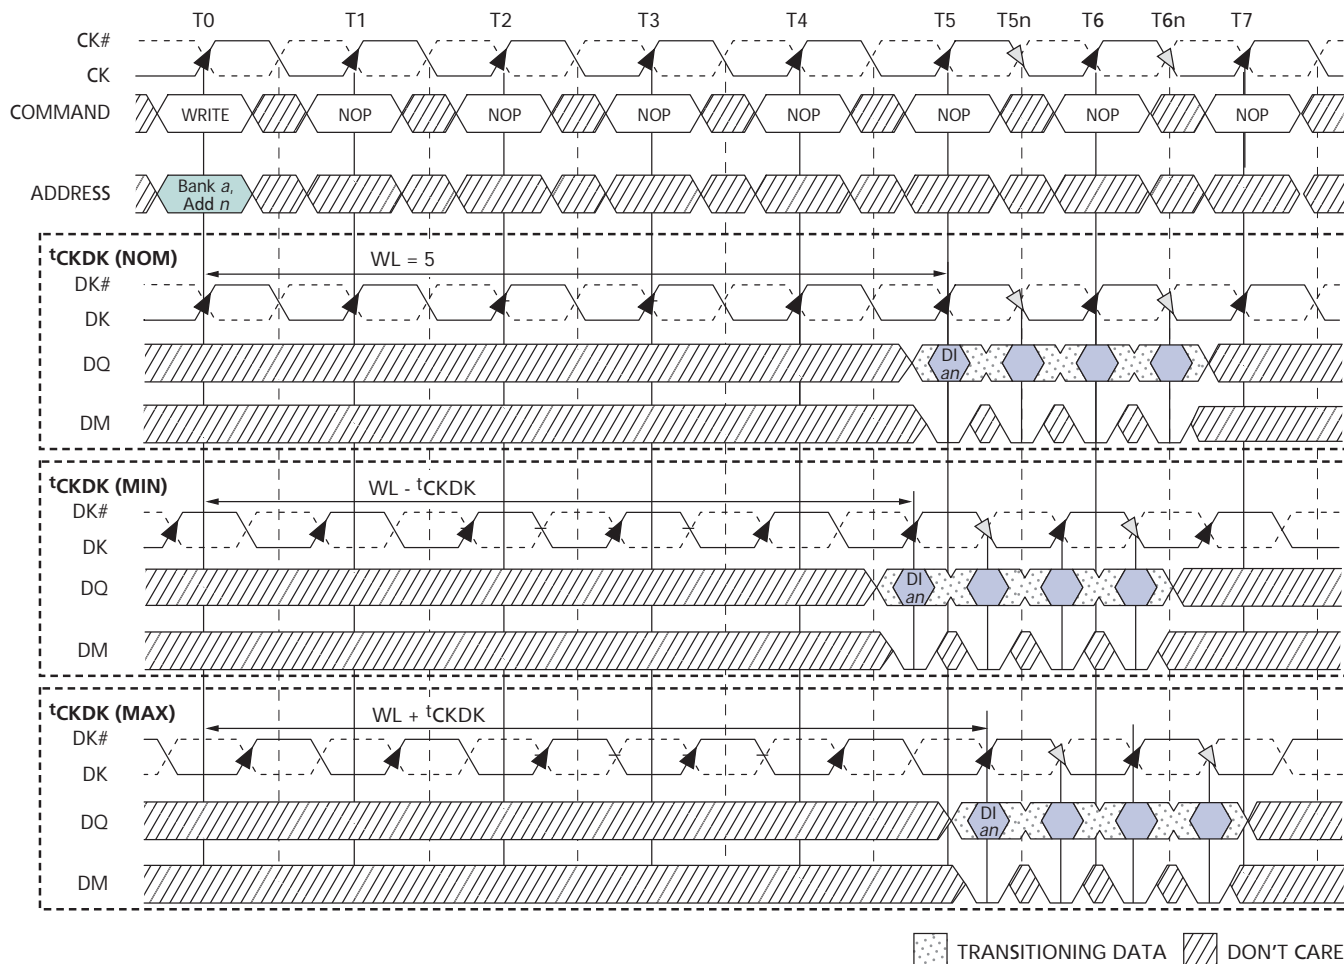 T0 T1 T2 T3 T4 T5 T5n T6 T6n T7
CK#
CK
COMMAND WRITE NOP NOP NOP NOP NOP NOP NOP
ADDRESS Bank a,
Add n
tCKDK (NOM)
WL = 5
DK#
DK
DQ DI
an
DM
tCKDK (MIN)
WL - tCKDK
DK#
DK
DQ DI
an
DM
tCKDK (MAX)
WL + tCKDK
DK#
DK
DQ DI
an
DM
TRANSITIONING DATA DON'T CARE